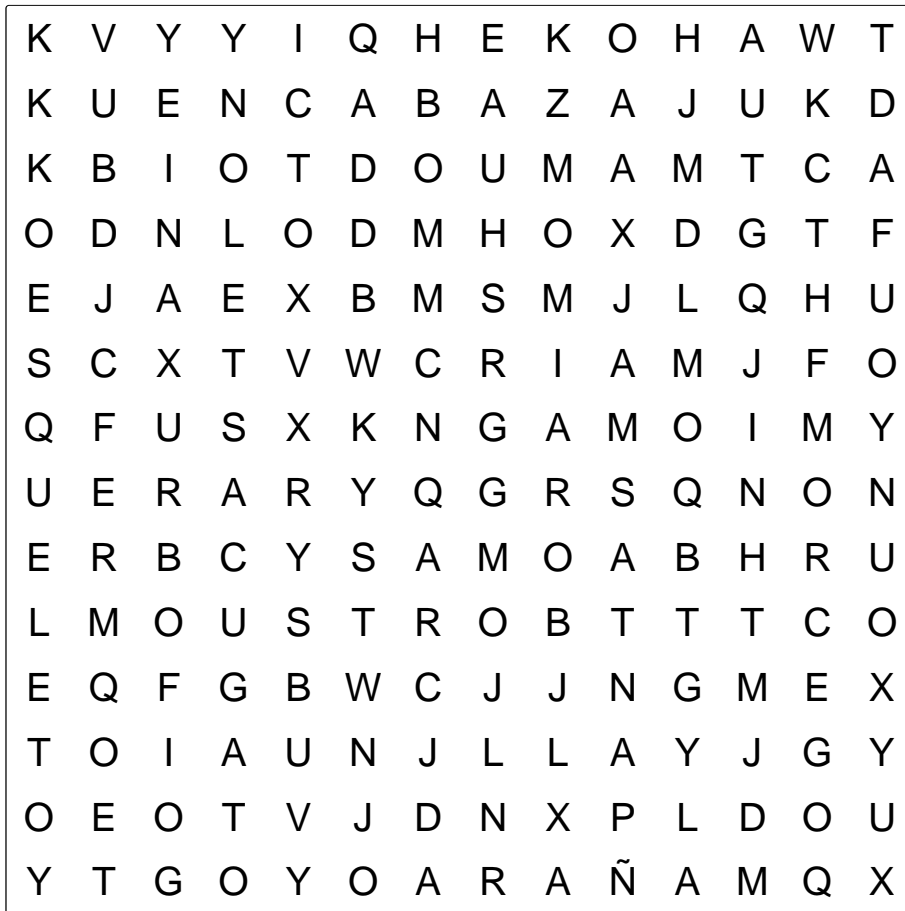 K V Y Y I Q H E K O H A W T
K U E N C A B A Z A J U K D
K B I O T D O U M A M T C A
O D N L O D M H O X D G T F
E J A E X B M S M J L Q H U
S C X T V W C R I A M J F O
Q F U S X K N G A M O I M Y
U E R A R Y Q G R S Q N O N
E R B C Y S A M O A B H R U
L M O U S T R O B T T T C O
E Q F G B W C J J N G M E X
T O I A U N J L L A Y J G Y
O E O T V J D N X P L D O U
Y T G O Y O A R A Ñ A M Q X